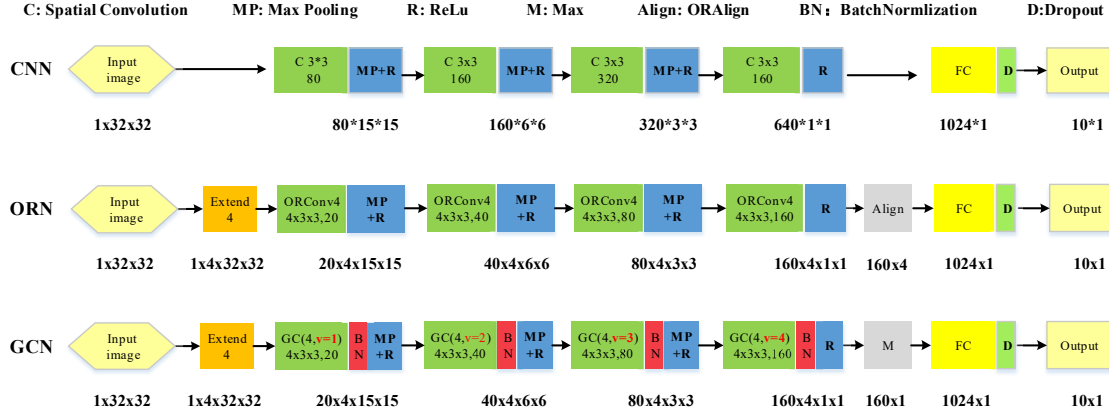 C: Spatial Convolution MP: Max Pooling R: ReLu M: Max Align: ORAlign BN：BatchNormlization D:Dropout
CNN
Input
image
C 3*3
80
MP+R
C 3x3
160
MP+R
C 3x3
320
MP+R
C 3x3
160
R
FC
D
Output
1x32x32 80*15*15 160*6*6 320*3*3 640*1*1 1024*1 10*1
ORN
Input
image
Extend
4
ORConv4
4x3x3,20
MP
+R
ORConv4
4x3x3,40
MP
+R
ORConv4
4x3x3,80
MP
+R
ORConv4
4x3x3,160
R
Align
FC
D
Output
1x32x32 1x4x32x32 20x4x15x15 40x4x6x6 80x4x3x3 160x4x1x1 160x4 1024x1 10x1
GCN
Input
image
Extend
4
GC(4,v=1)
4x3x3,20
B
N
MP
+R
GC(4,v=2)
4x3x3,40
B
N
MP
+R
GC(4,v=3)
4x3x3,80
B
N
MP
+R
GC(4,v=4)
4x3x3,160
B
N
R
M
FC
D
Output
1x32x32 1x4x32x32 20x4x15x15 40x4x6x6 80x4x3x3 160x4x1x1 160x1 1024x1 10x1